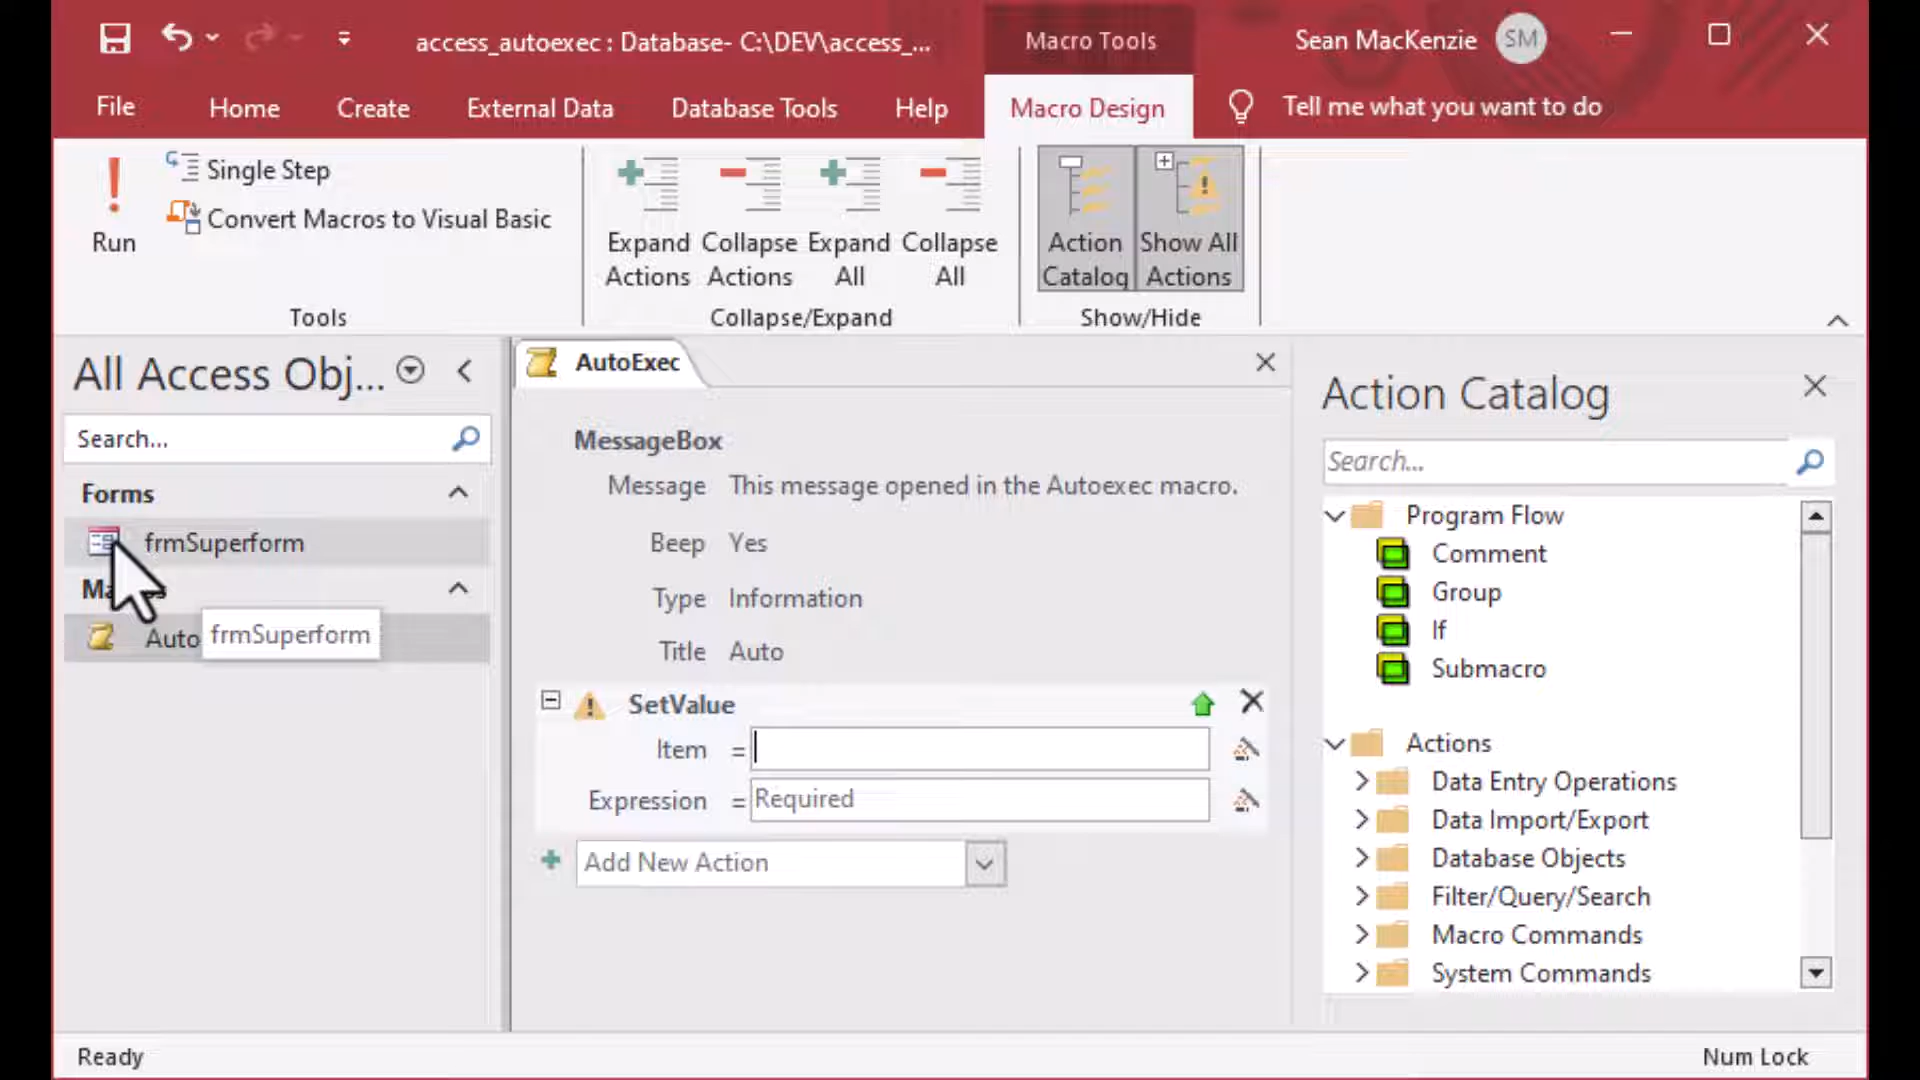 access_autoexec : Database- C:\DEV\access_...
Macro Tools
Sean MacKenzie
SM
File
Home
Create
External Data
Database Tools
Help
Macro Design
Tell me what you want to do
Run
Single Step
Convert Macros to Visual Basic
Tools
Expand Actions
Collapse Actions
Expand All
Collapse All
Collapse/Expand
Action Catalog
Show All Actions
Show/Hide
All Access Obj...
Search...
Forms
frmSuperform
Auto
frmSuperform
AutoExec
MessageBox
Message This message opened in the Autoexec macro.
Beep Yes
Type Information
Title Auto
SetValue
Item =
Expression = Required
Add New Action
Action Catalog
Search...
Program Flow
Comment
Group
If
Submacro
Actions
Data Entry Operations
Data Import/Export
Database Objects
Filter/Query/Search
Macro Commands
System Commands
Ready
Num Lock